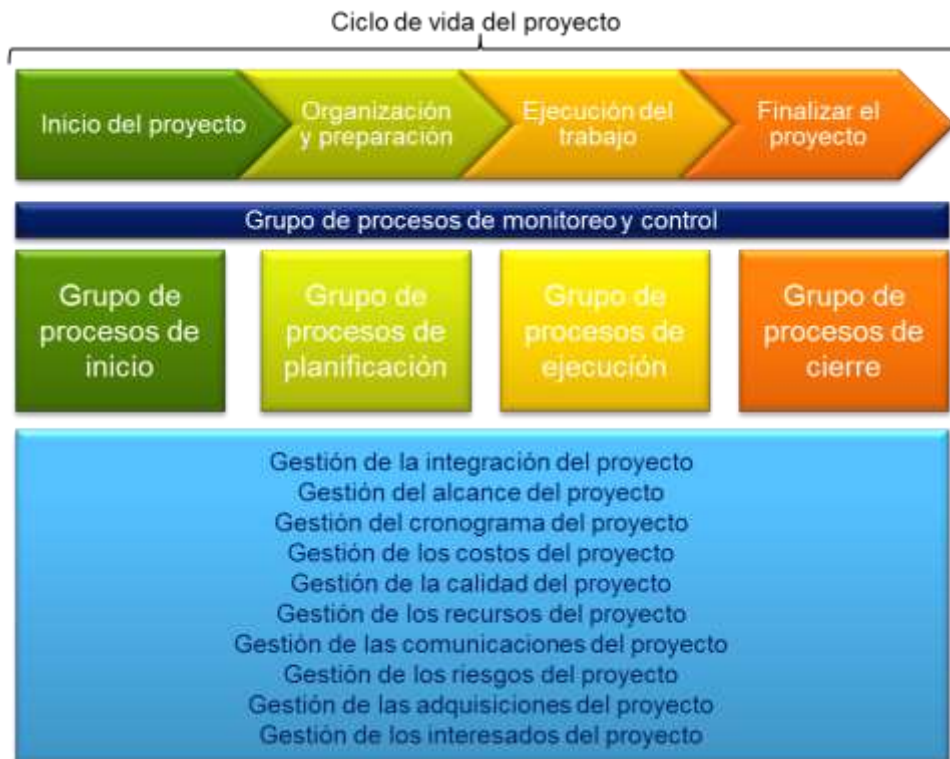 Ciclo de vida del proyecto
Inicio del proyecto
Organización
y preparación
Ejecución del
trabajo
Finalizar el
proyecto
Grupo de procesos de monitoreo y control
Grupo de
procesos de
inicio
Grupo de
procesos de
planificación
Grupo de
procesos de
ejecución
Grupo de
procesos de
cierre
Gestión de la integración del proyecto
Gestión del alcance del proyecto
Gestión del cronograma del proyecto
Gestión de los costos del proyecto
Gestión de la calidad del proyecto
Gestión de los recursos del proyecto
Gestión de las comunicaciones del proyecto
Gestión de los riesgos del proyecto
Gestión de las adquisiciones del proyecto
Gestión de los interesados del proyecto